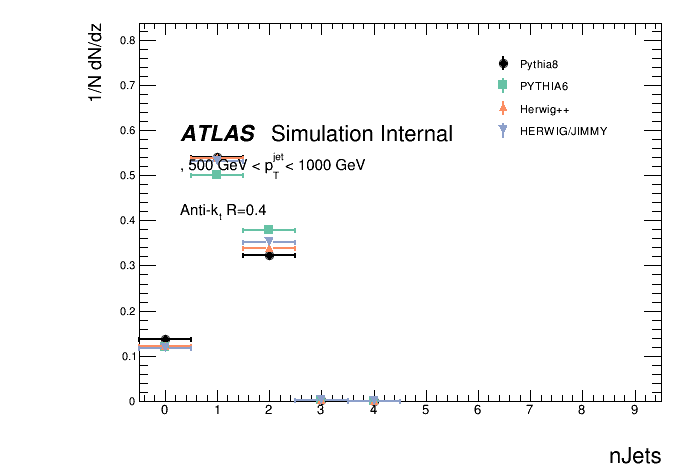 1/N dN/dz
0.8
0.7
0.6
0.5
0.4
0.3
0.2
0.1
0
Pythia8
PYTHIA6
Herwig++
HERWIG/JIMMY
ATLAS Simulation Internal
, 500 GeV < p_T^jet < 1000 GeV
Anti-k_t R=0.4
0 1 2 3 4 5 6 7 8 9
nJets